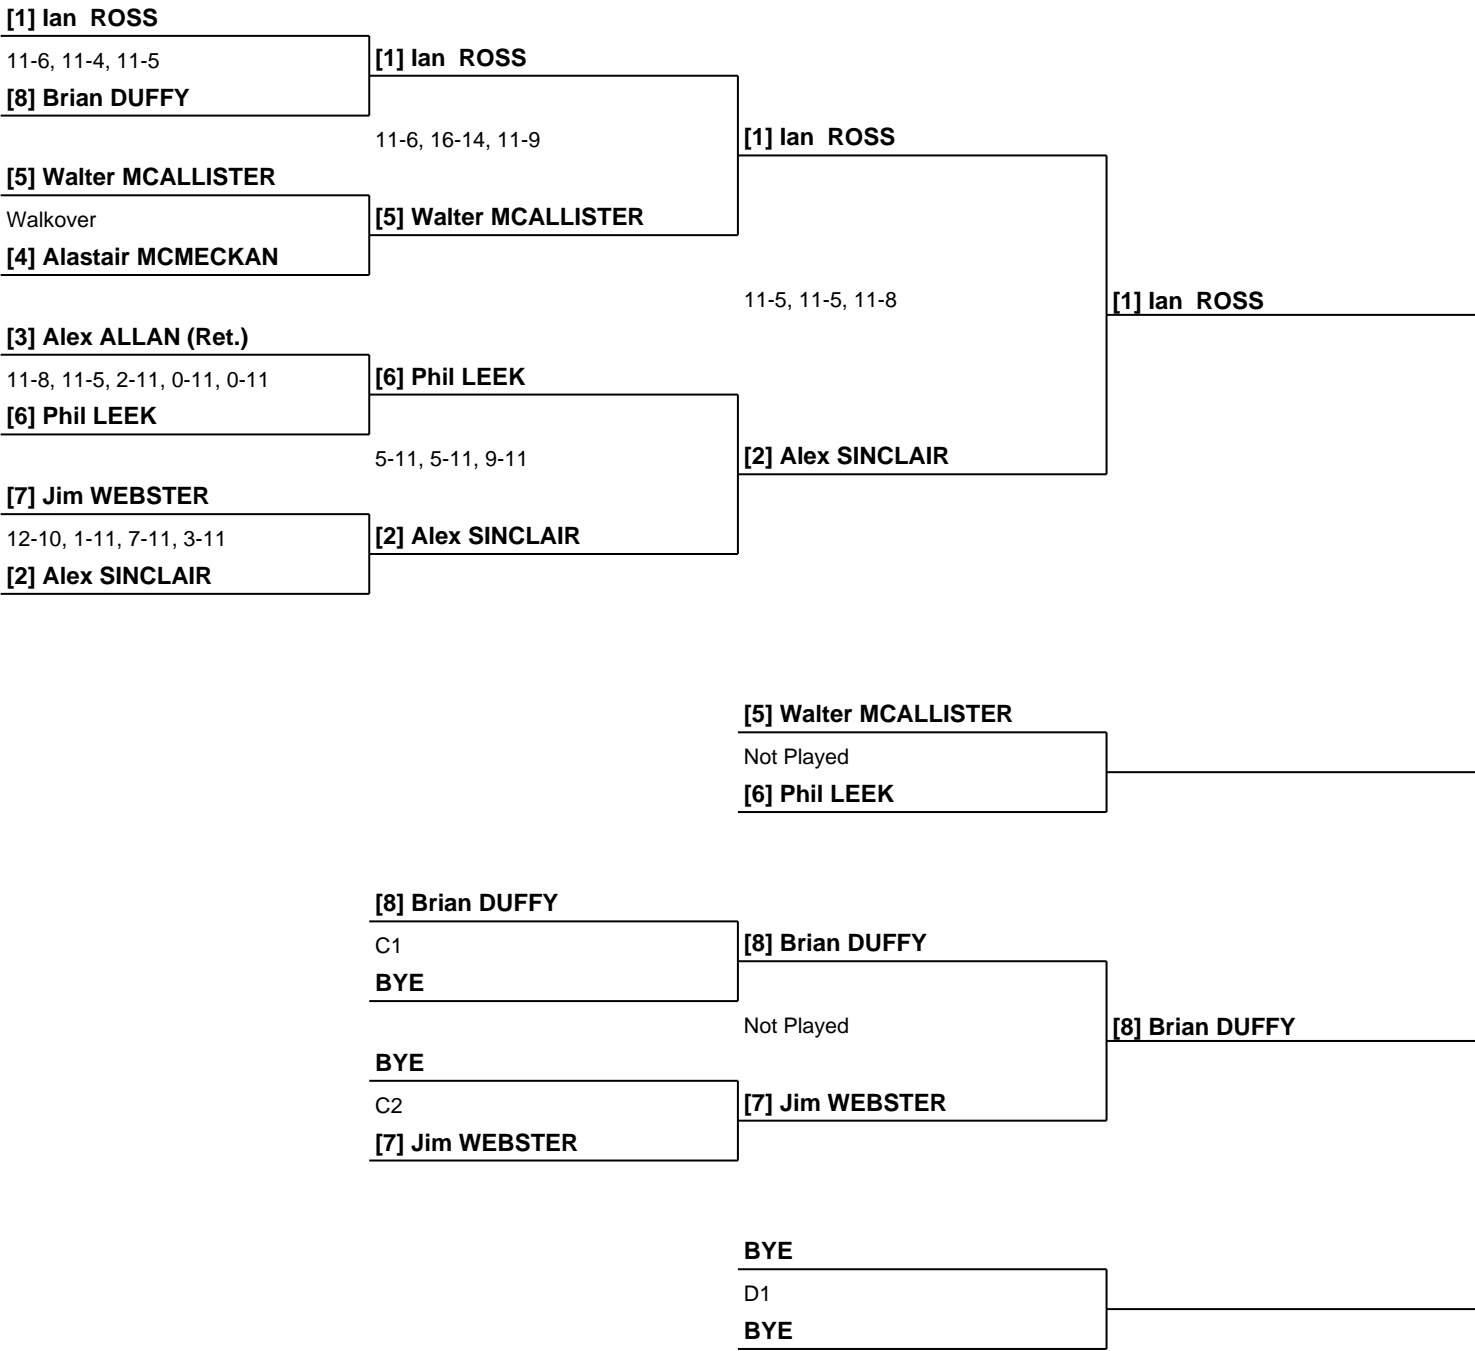 [1] Ian  ROSS
11-6, 11-4, 11-5
[1] Ian  ROSS
[8] Brian DUFFY
11-6, 16-14, 11-9
[1] Ian  ROSS
[5] Walter MCALLISTER
Walkover
[5] Walter MCALLISTER
[4] Alastair MCMECKAN
11-5, 11-5, 11-8
[1] Ian  ROSS
[3] Alex ALLAN (Ret.)
11-8, 11-5, 2-11, 0-11, 0-11
[6] Phil LEEK
[6] Phil LEEK
5-11, 5-11, 9-11
[2] Alex SINCLAIR
[7] Jim WEBSTER
12-10, 1-11, 7-11, 3-11
[2] Alex SINCLAIR
[2] Alex SINCLAIR
[5] Walter MCALLISTER
Not Played
[6] Phil LEEK
[8] Brian DUFFY
C1
[8] Brian DUFFY
BYE
Not Played
[8] Brian DUFFY
BYE
C2
[7] Jim WEBSTER
[7] Jim WEBSTER
BYE
D1
BYE